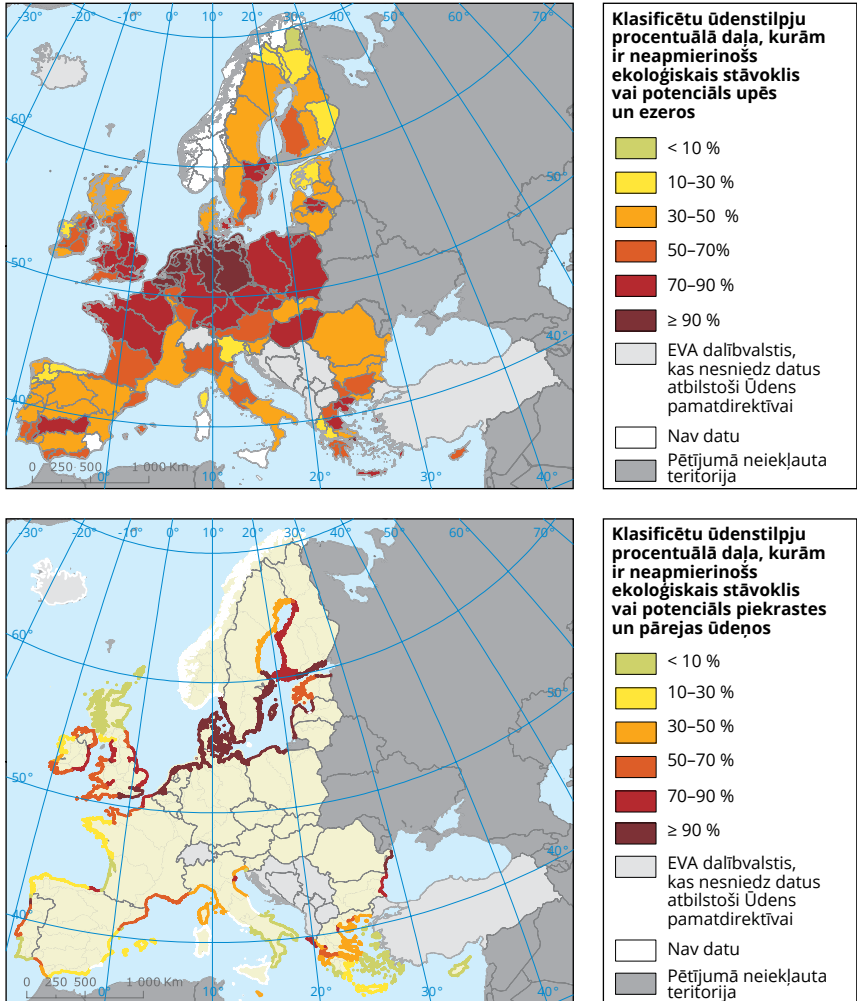 -30° -20° -10° 0° 10° 20° 30° 40° 50° 60° 70°
60°
50°
60°
50°
40°
40°
0 250 500 1 000 Km
0° 10° 20° 30° 40°
Klasificētu ūdenstilpju
procentuālā daļa, kurām
ir neapmierinošs
ekoloģiskais stāvoklis
vai potenciāls upēs
un ezeros
< 10 %
10–30 %
30–50 %
50–70%
70–90 %
≥ 90 %
EVA dalībvalstis,
kas nesniedz datus
atbilstoši Ūdens
pamatdirektīvai
Nav datu
Pētījumā neiekļauta
teritorija
-30° -20° -10° 0° 10° 20° 30° 40° 50° 60° 70°
60°
50°
50°
40°
40°
0 250 500 1 000 Km
0° 10° 20° 30° 40°
Klasificētu ūdenstilpju
procentuālā daļa, kurām
ir neapmierinošs
ekoloģiskais stāvoklis
vai potenciāls piekrastes
un pārejas ūdeņos
< 10 %
10–30 %
30–50 %
50–70 %
70–90 %
≥ 90 %
EVA dalībvalstis,
kas nesniedz datus
atbilstoši Ūdens
pamatdirektīvai
Nav datu
Pētījumā neiekļauta
teritorija